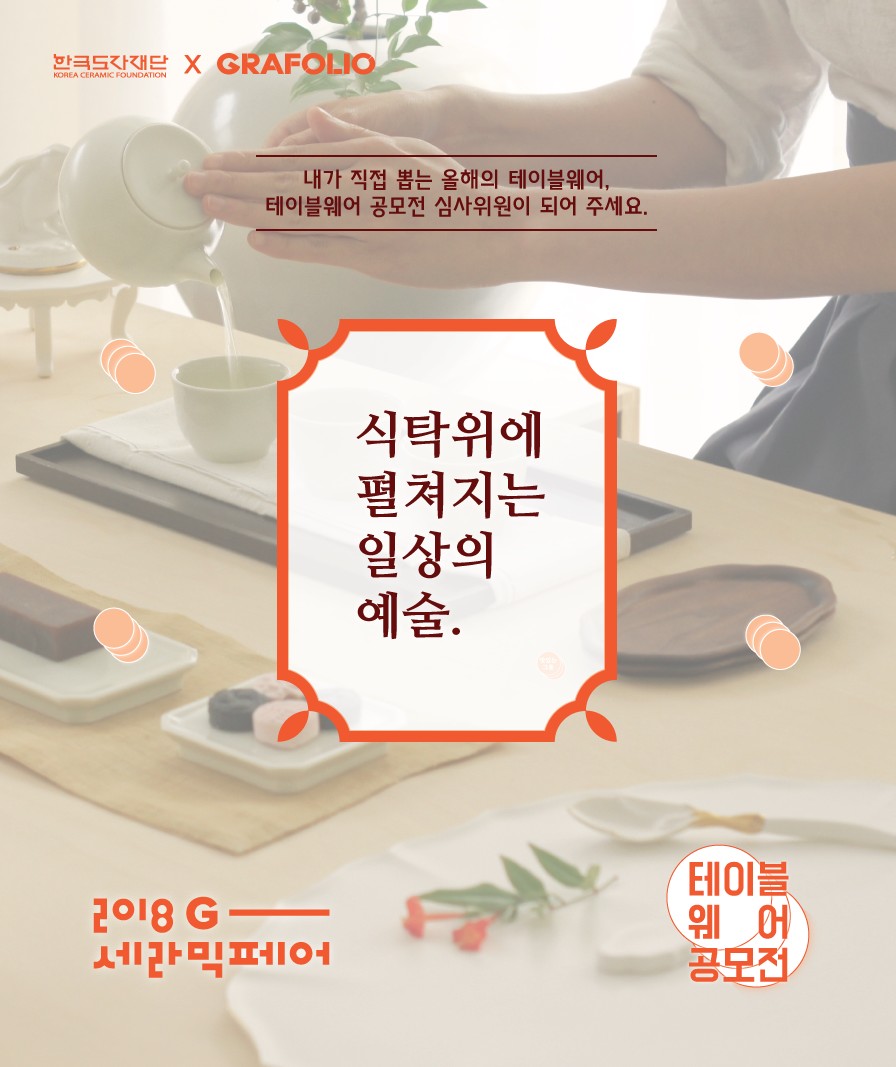 한국도자재단
KOREA CERAMIC FOUNDATION
X
GRAFOLIO
내가 직접 뽑는 올해의 테이블웨어,
테이블웨어 공모전 심사위원이 되어 주세요.
식탁위에
펼쳐지는
일상의
예술.
2018 G
세라믹페어
테이블
웨어
공모전